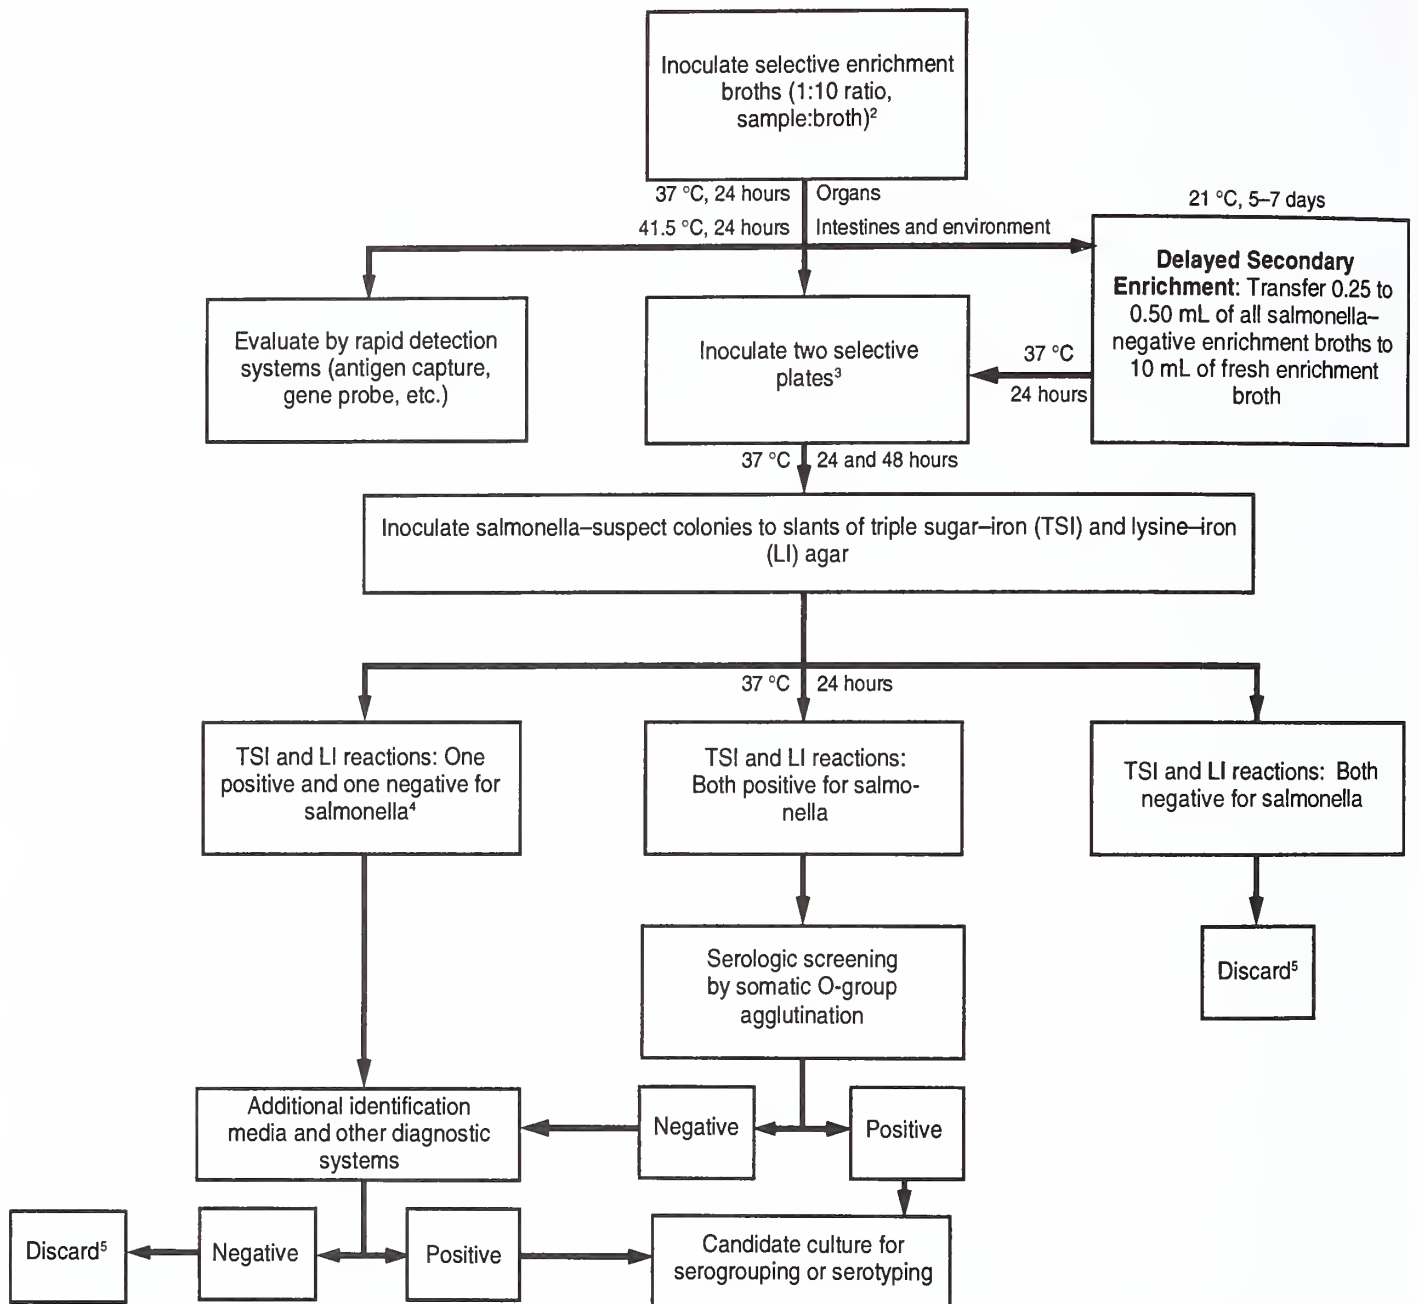 Inoculate selective enrichment
broths (1:10 ratio,
sample:broth)²
37 °C, 24 hours
Organs
41.5 °C, 24 hours
Intestines and environment
21 °C, 5–7 days
Delayed Secondary
Enrichment: Transfer 0.25 to
0.50 mL of all salmonella–
negative enrichment broths to
10 mL of fresh enrichment
broth
Evaluate by rapid detection
systems (antigen capture,
gene probe, etc.)
Inoculate two selective
plates³
37 °C
24 hours
37 °C
24 and 48 hours
Inoculate salmonella–suspect colonies to slants of triple sugar–iron (TSI) and lysine–iron
(LI) agar
37 °C
24 hours
TSI and LI reactions: One
positive and one negative for
salmonella⁴
TSI and LI reactions:
Both positive for salmo-
nella
TSI and LI reactions: Both
negative for salmonella
Serologic screening
by somatic O-group
agglutination
Discard⁵
Additional identification
media and other diagnostic
systems
Negative
Positive
Discard⁵
Negative
Positive
Candidate culture for
serogrouping or serotyping